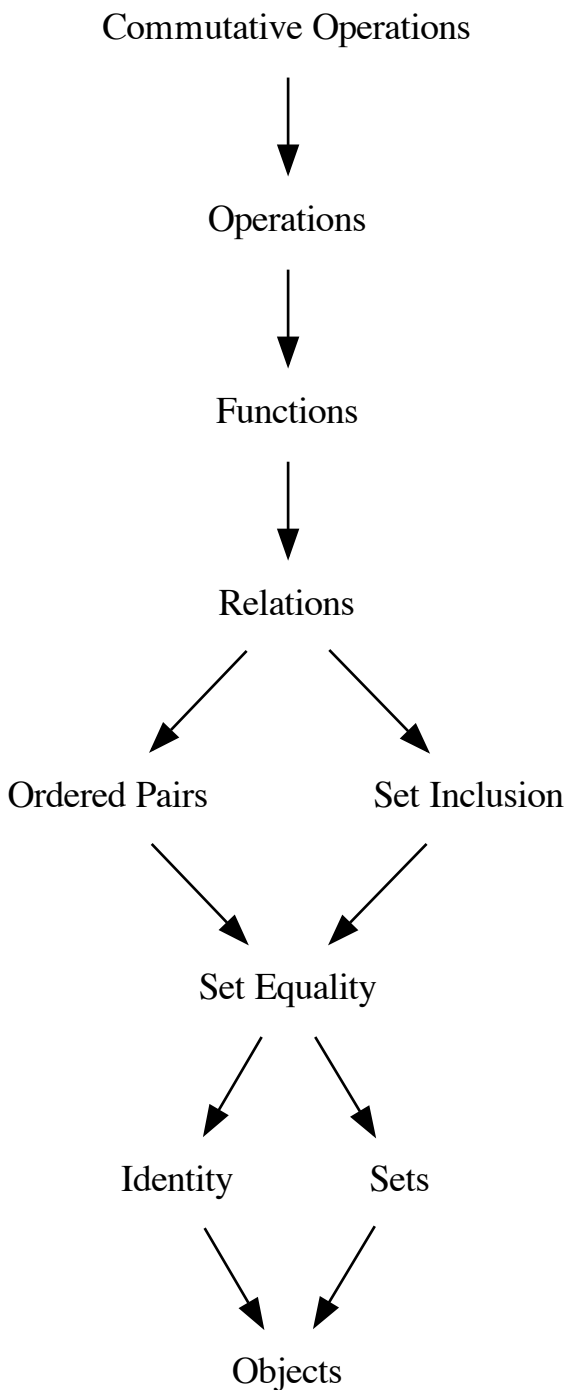 Commutative Operations
Operations
Functions
Relations
Ordered Pairs
Set Inclusion
Set Equality
Identity
Sets
Objects